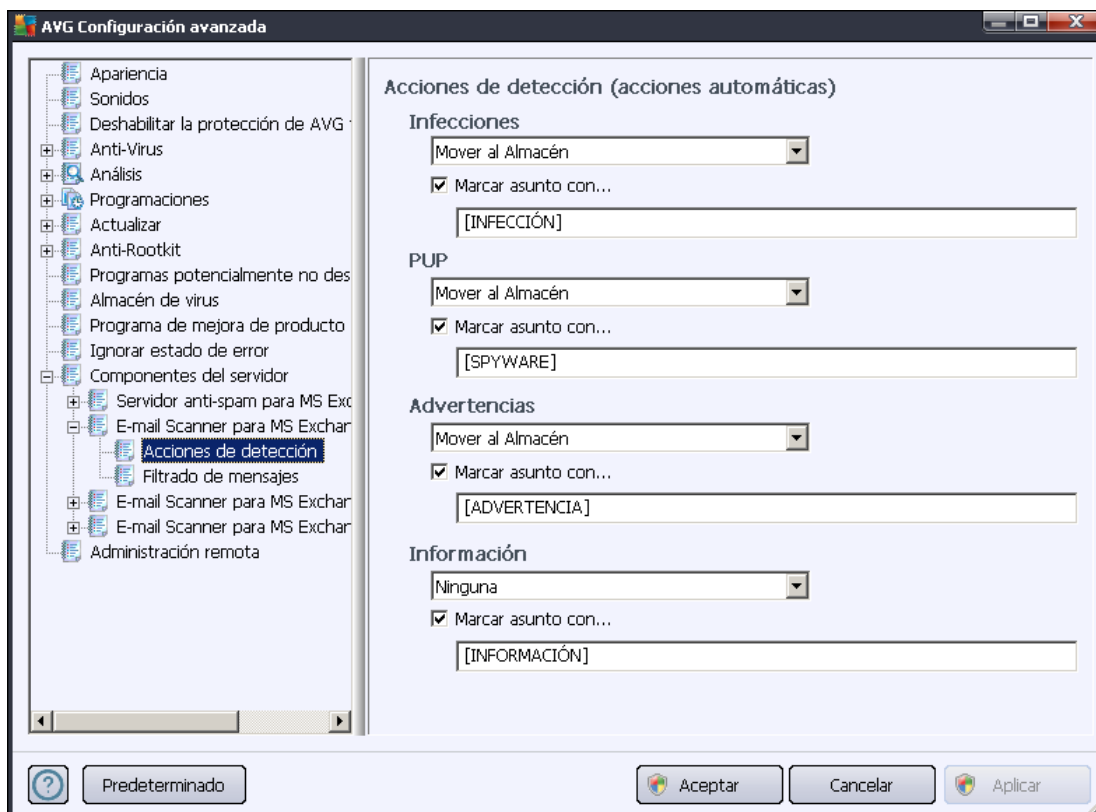 AVG Configuración avanzada
Apariencia
Sonidos
Deshabilitar la protección de AVG
Anti-Virus
Análisis
Programaciones
Actualizar
Anti-Rootkit
Programas potencialmente no des
Almacén de virus
Programa de mejora de producto
Ignorar estado de error
Componentes del servidor
Servidor anti-spam para MS Exc
E-mail Scanner para MS Exchan
Acciones de detección
Filtrado de mensajes
E-mail Scanner para MS Exchan
E-mail Scanner para MS Exchan
Administración remota
Acciones de detección (acciones automáticas)
Infecciones
Mover al Almacén
Marcar asunto con...
[INFECCIÓN]
PUP
Mover al Almacén
Marcar asunto con...
[SPYWARE]
Advertencias
Mover al Almacén
Marcar asunto con...
[ADVERTENCIA]
Información
Ninguna
Marcar asunto con...
[INFORMACIÓN]
Predeterminado
Aceptar
Cancelar
Aplicar